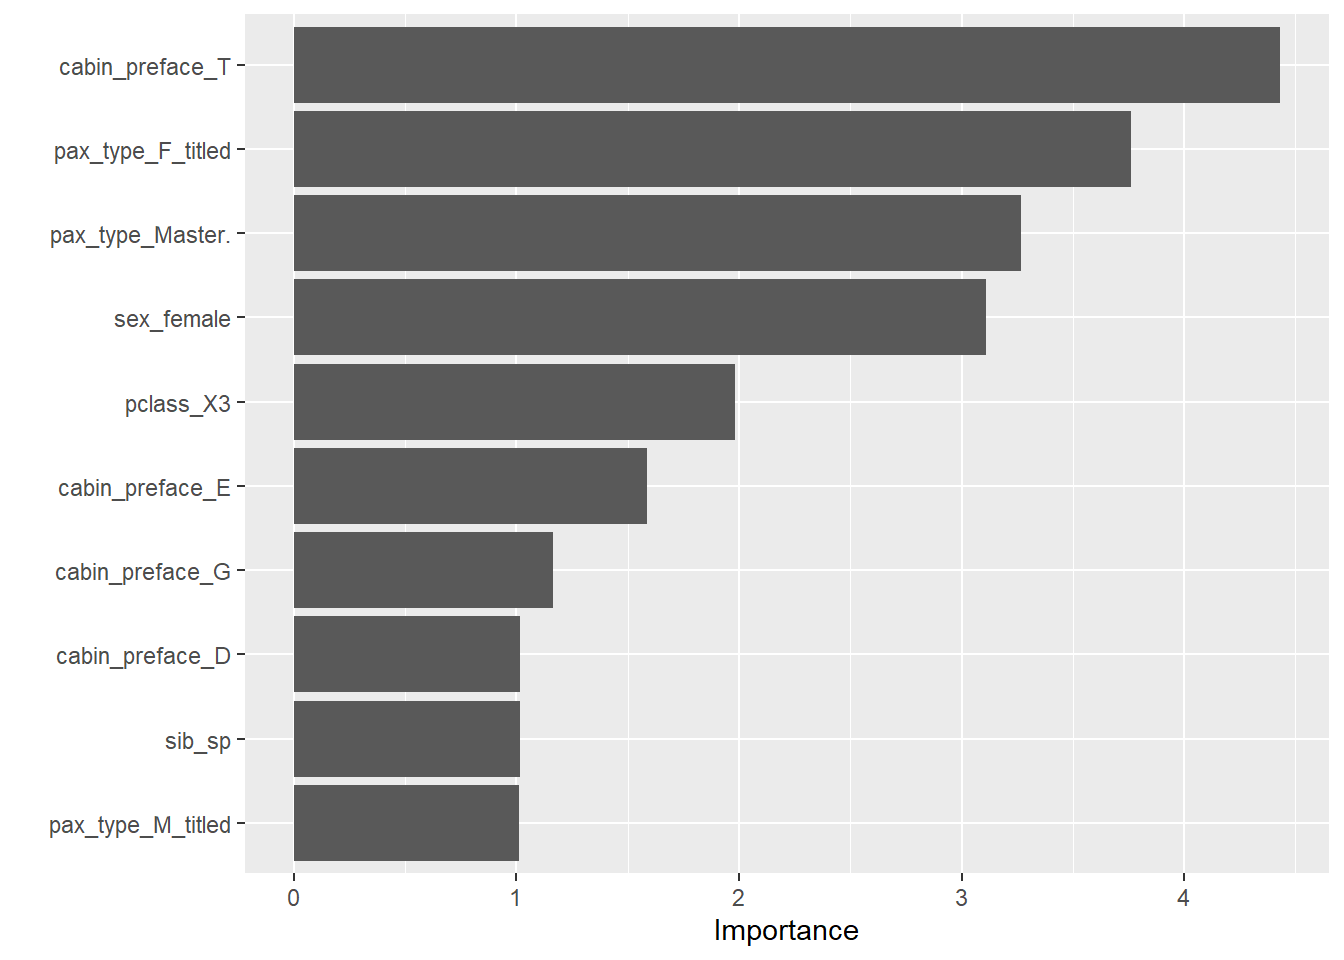 cabin_preface_T
pax_type_F_titled
pax_type_Master.
sex_female
pclass_X3
cabin_preface_E
cabin_preface_G
cabin_preface_D
sib_sp
pax_type_M_titled
0 1 2 3 4
Importance